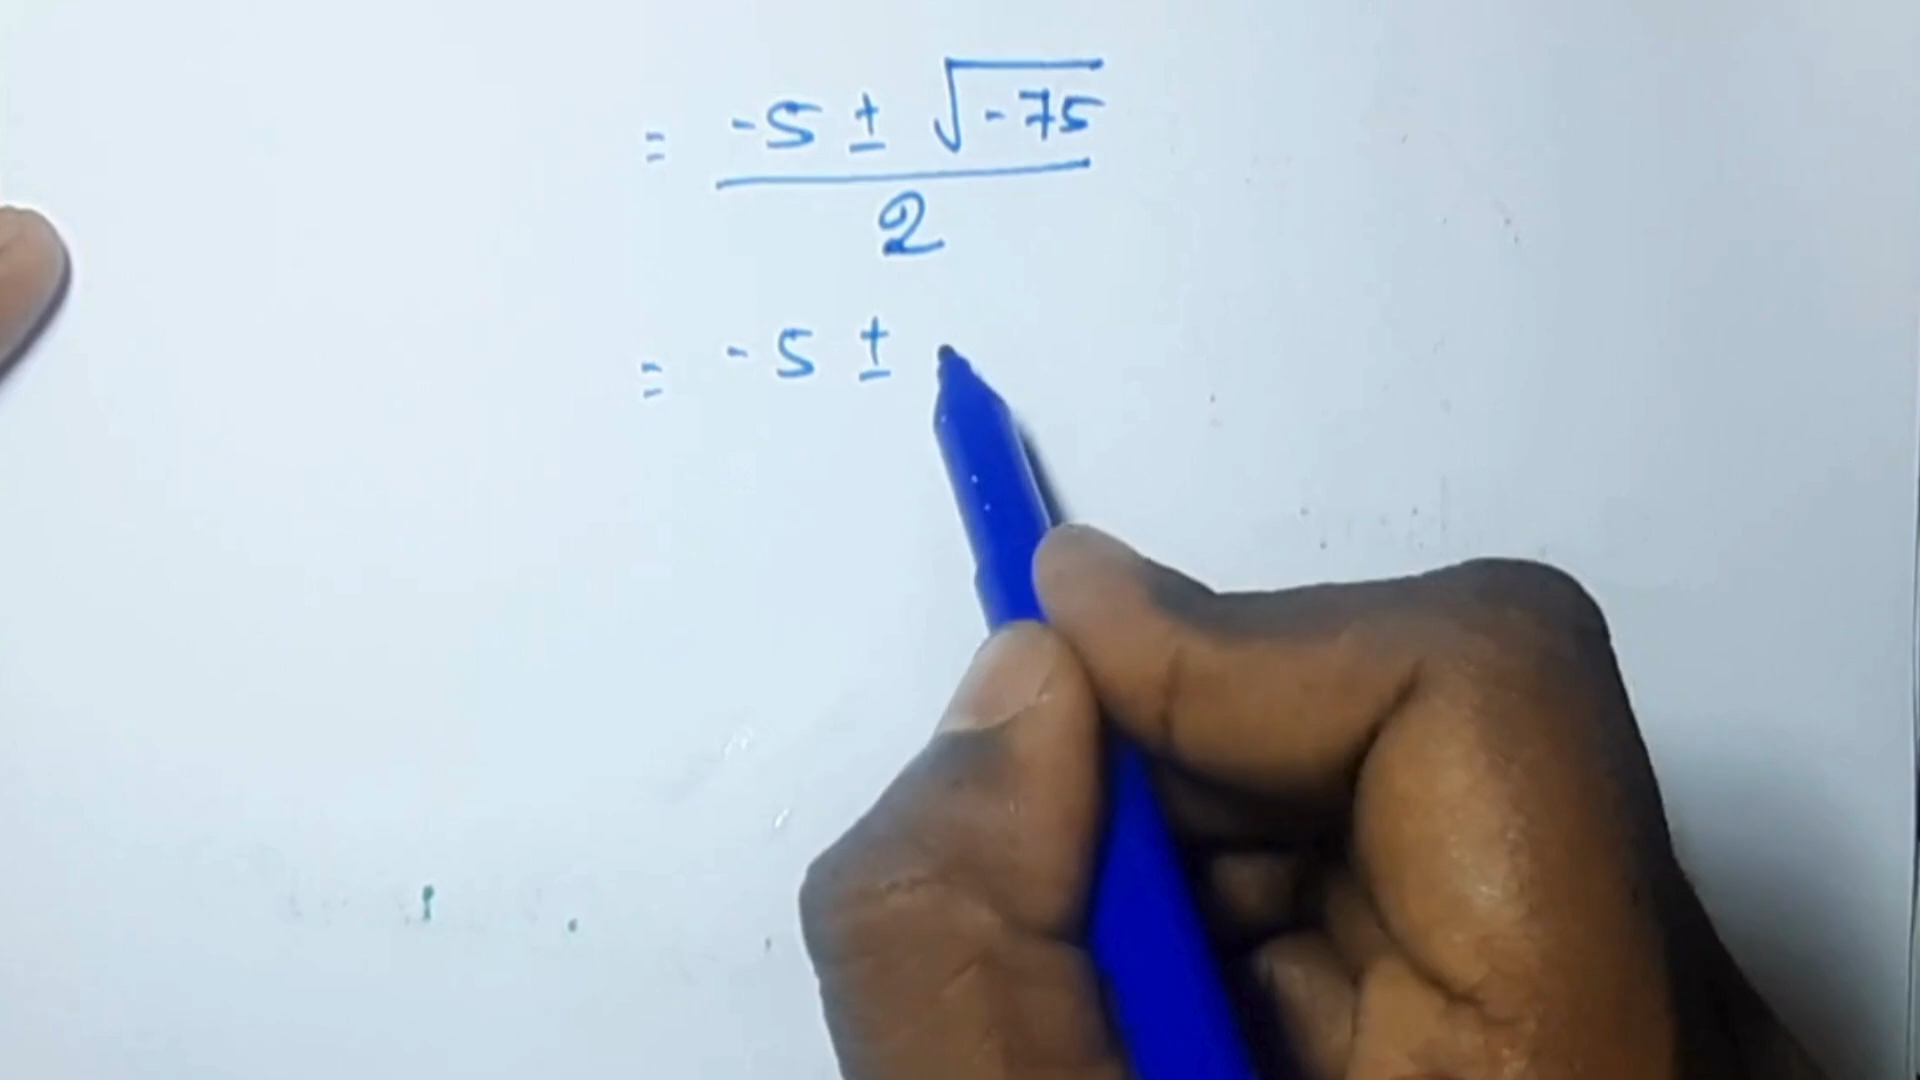 = -5 ± √-75
2
= -5 ±